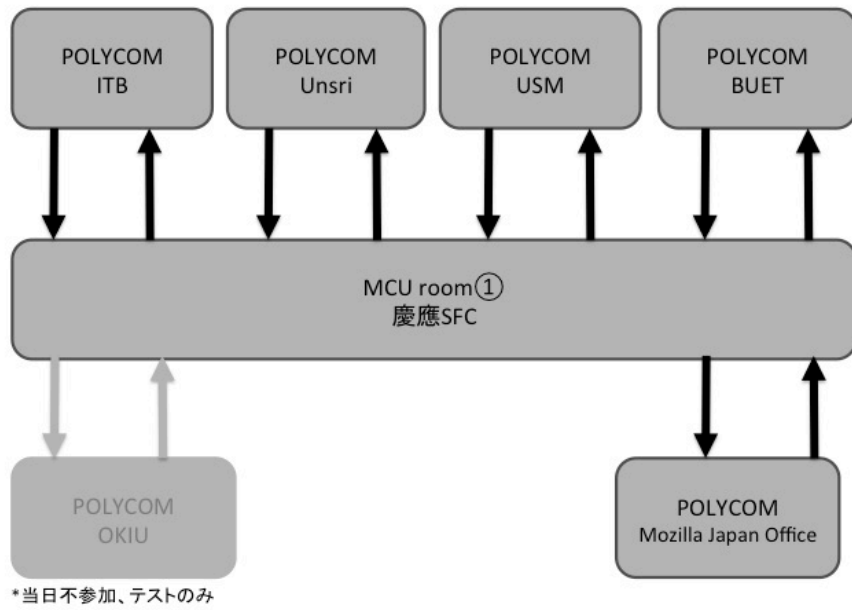 POLYCOM
ITB
POLYCOM
Unsri
POLYCOM
USM
POLYCOM
BUET
MCU room①
慶應SFC
POLYCOM
OKIU
POLYCOM
Mozilla Japan Office
*当日不参加、テストのみ